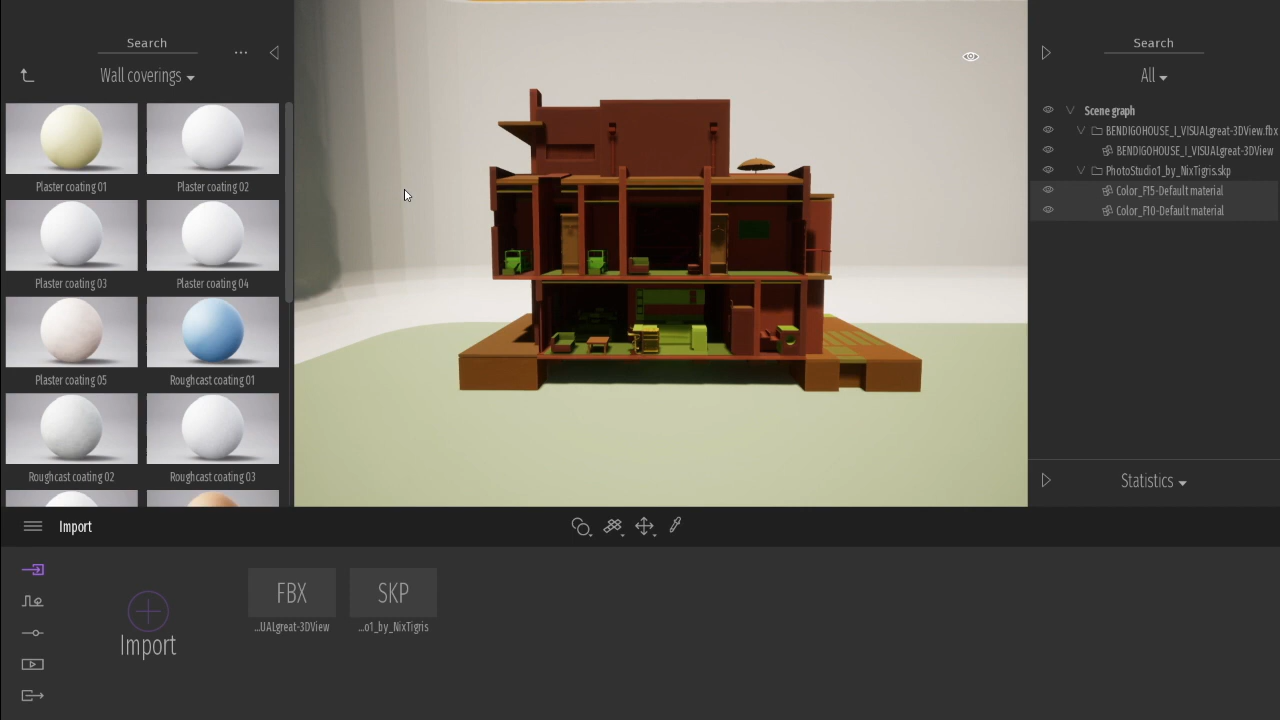 Search
...
Wall coverings
Plaster coating 01
Plaster coating 02
Plaster coating 03
Plaster coating 04
Plaster coating 05
Roughcast coating 01
Roughcast coating 02
Roughcast coating 03
Search
All
Scene graph
BENDIGOHOUSE_I_VISUALgreat-3DView.fbx
BENDIGOHOUSE_I_VISUALgreat-3DView
PhotoStudio1_by_NixTigris.skp
Color_F15-Default material
Color_F10-Default material
Statistics
Import
Import
FBX
...UALgreat-3DView
SKP
...o1_by_NixTigris